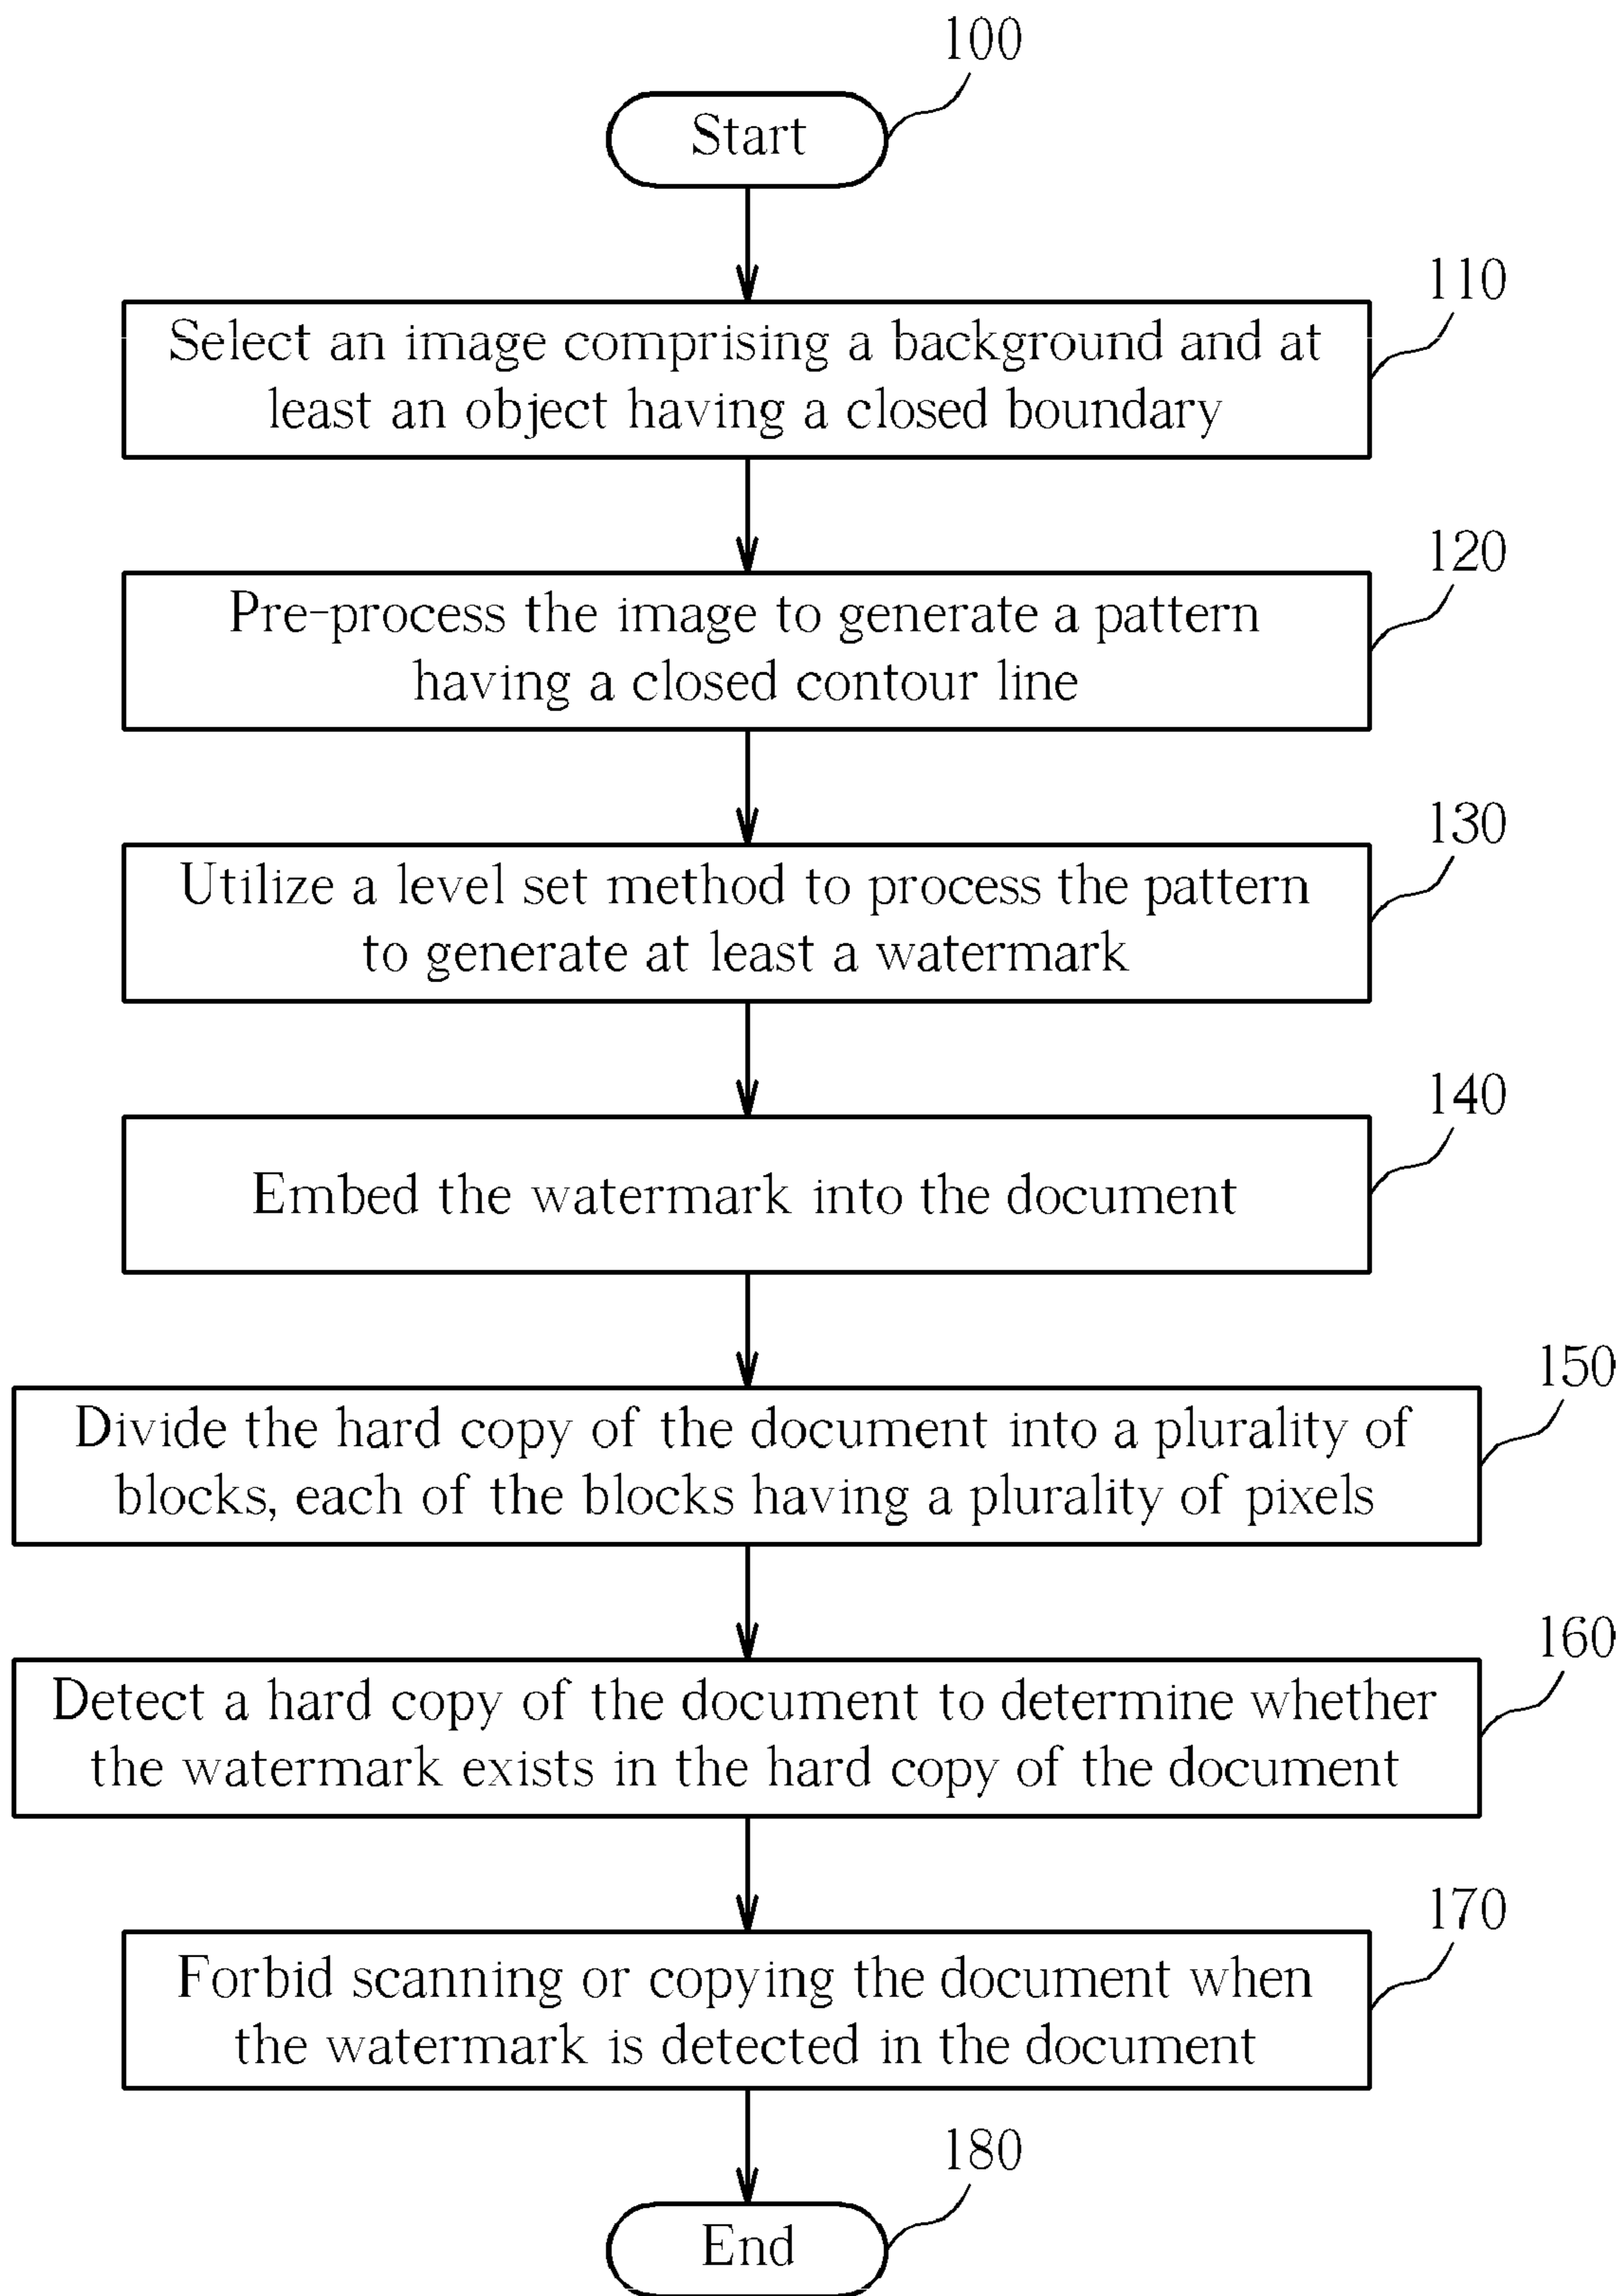 100
Start
110
Select an image comprising a background and at
least an object having a closed boundary
120
Pre-process the image to generate a pattern
having a closed contour line
130
Utilize a level set method to process the pattern
to generate at least a watermark
140
Embed the watermark into the document
150
Divide the hard copy of the document into a plurality of
blocks, each of the blocks having a plurality of pixels
160
Detect a hard copy of the document to determine whether
the watermark exists in the hard copy of the document
170
Forbid scanning or copying the document when
the watermark is detected in the document
180
End